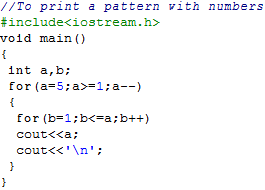 //To print a pattern with numbers
#include<iostream.h>
void main()
{
 int a,b;
 for(a=5;a>=1;a--)
 {
  for(b=1;b<=a;b++)
  cout<<a;
  cout<<'\n';
 }
}